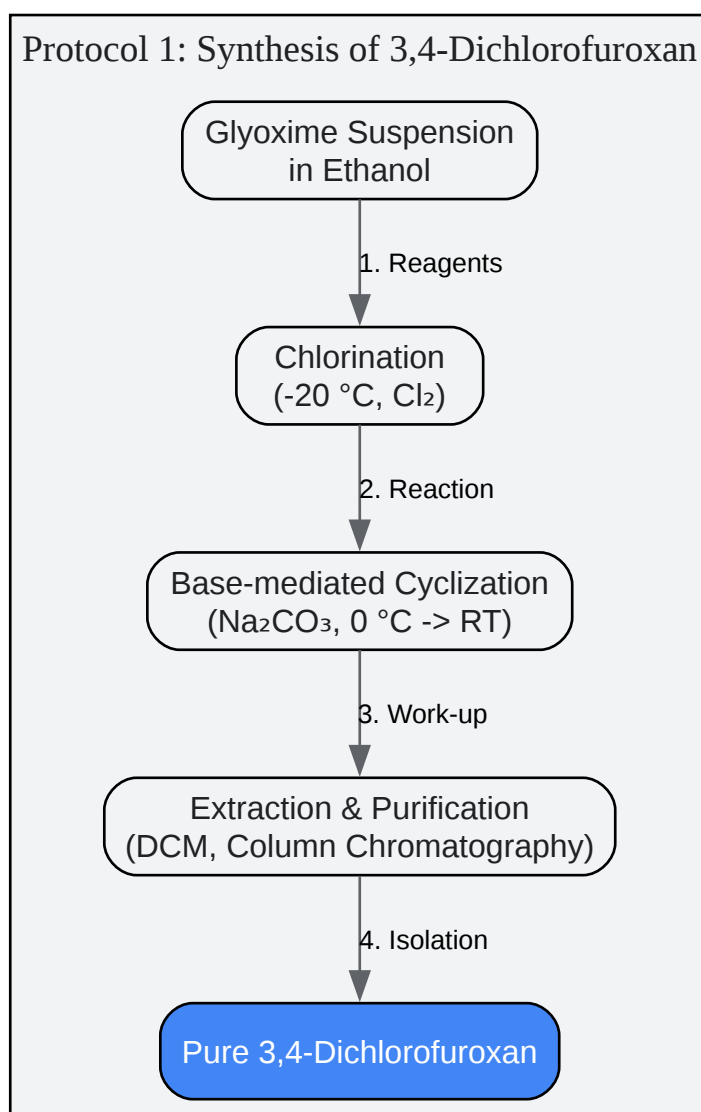 Protocol 1: Synthesis of 3,4-Dichlorofuroxan
Glyoxime Suspension
in Ethanol
1. Reagents
Chlorination
(-20 °C, Cl₂)
2. Reaction
Base-mediated Cyclization
(Na₂CO₃, 0 °C -> RT)
3. Work-up
Extraction & Purification
(DCM, Column Chromatography)
4. Isolation
Pure 3,4-Dichlorofuroxan